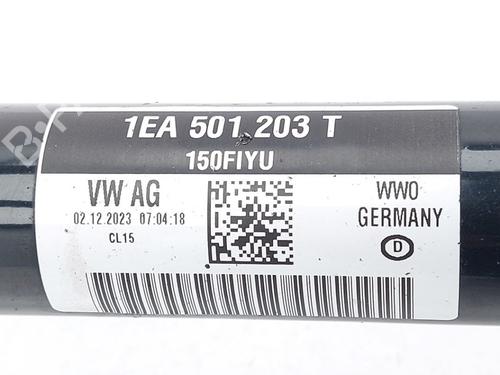 1EA 501 203 T
150FIYU
VW AG
02.12.2023 07:04:18
CL15
WWO
GERMANY
D